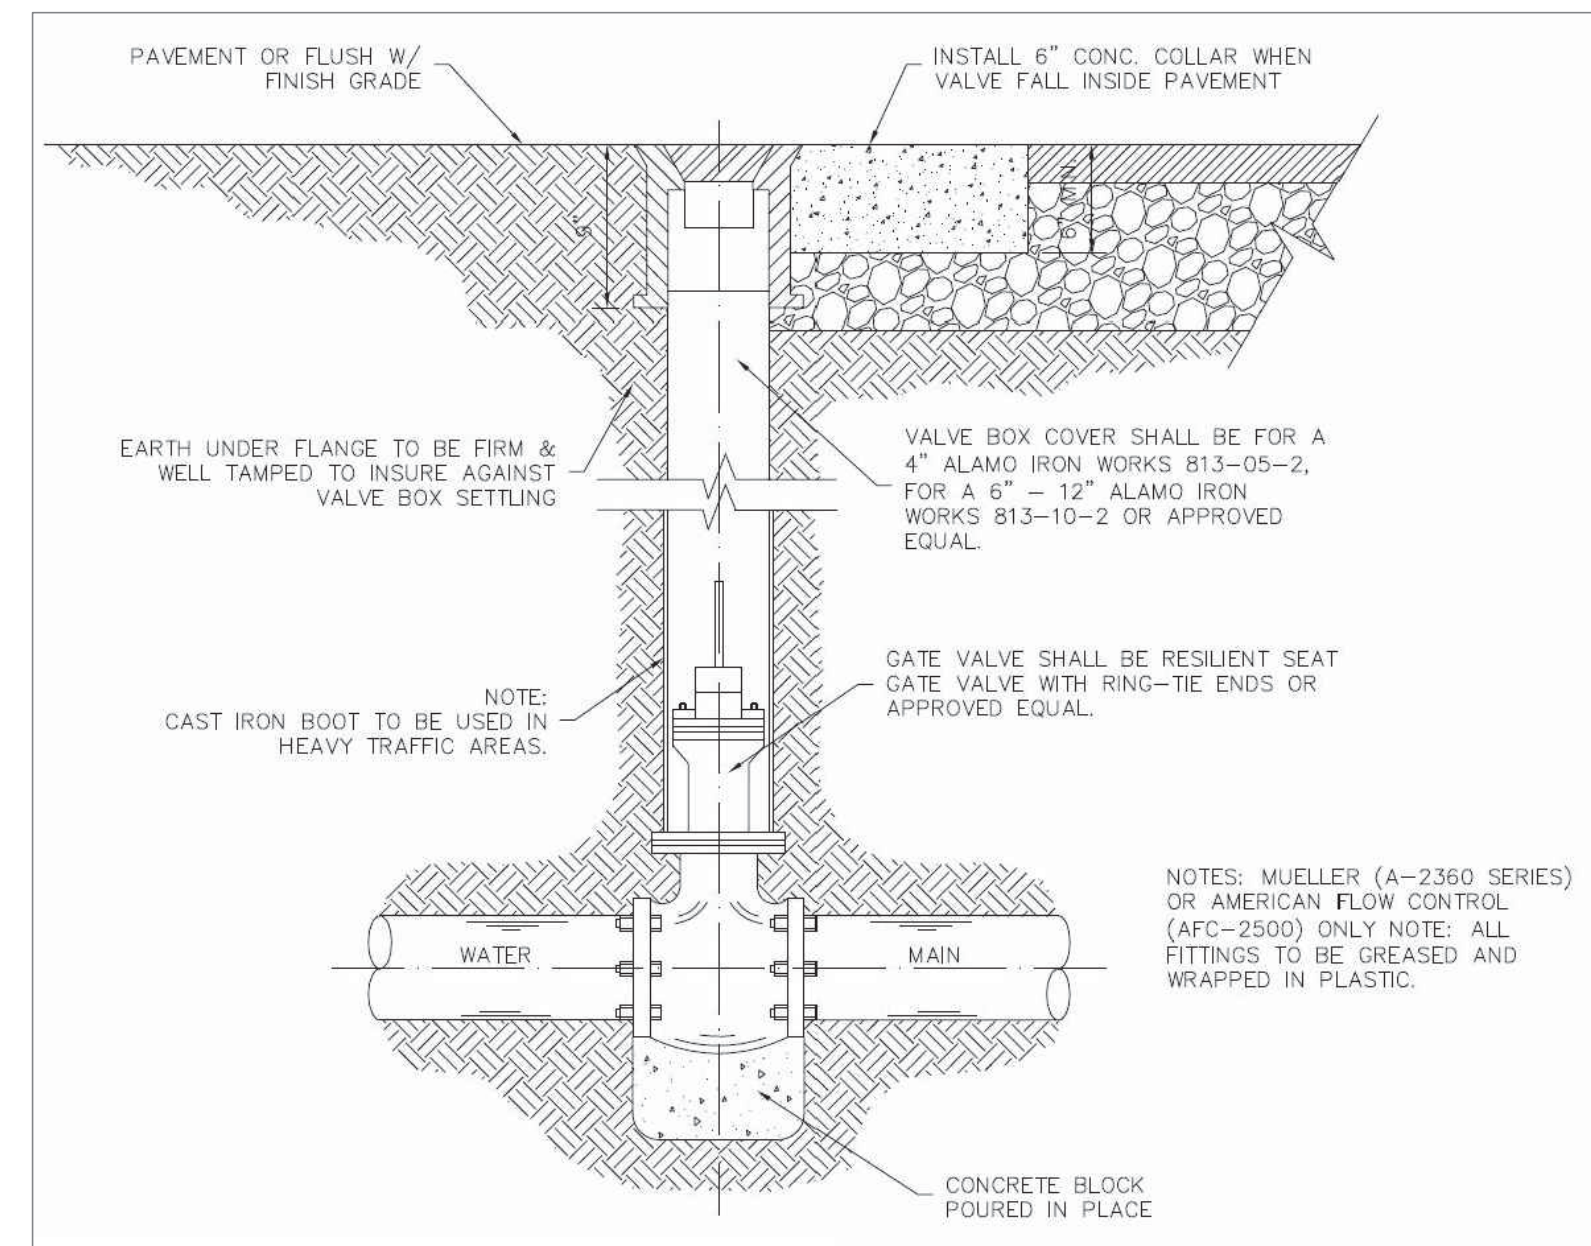 PAVEMENT OR FLUSH W/
FINISH GRADE
INSTALL 6" CONC. COLLAR WHEN
VALVE FALL INSIDE PAVEMENT
6" MIN.
EARTH UNDER FLANGE TO BE FIRM &
WELL TAMPED TO INSURE AGAINST
VALVE BOX SETTLING
VALVE BOX COVER SHALL BE FOR A
4" ALAMO IRON WORKS 813-05-2,
FOR A 6" - 12" ALAMO IRON
WORKS 813-10-2 OR APPROVED
EQUAL.
GATE VALVE SHALL BE RESILIENT SEAT
GATE VALVE WITH RING-TIE ENDS OR
APPROVED EQUAL.
NOTE:
CAST IRON BOOT TO BE USED IN
HEAVY TRAFFIC AREAS.
NOTES: MUELLER (A-2360 SERIES)
OR AMERICAN FLOW CONTROL
(AFC-2500) ONLY NOTE: ALL
FITTINGS TO BE GREASED AND
WRAPPED IN PLASTIC.
WATER
MAIN
CONCRETE BLOCK
POURED IN PLACE